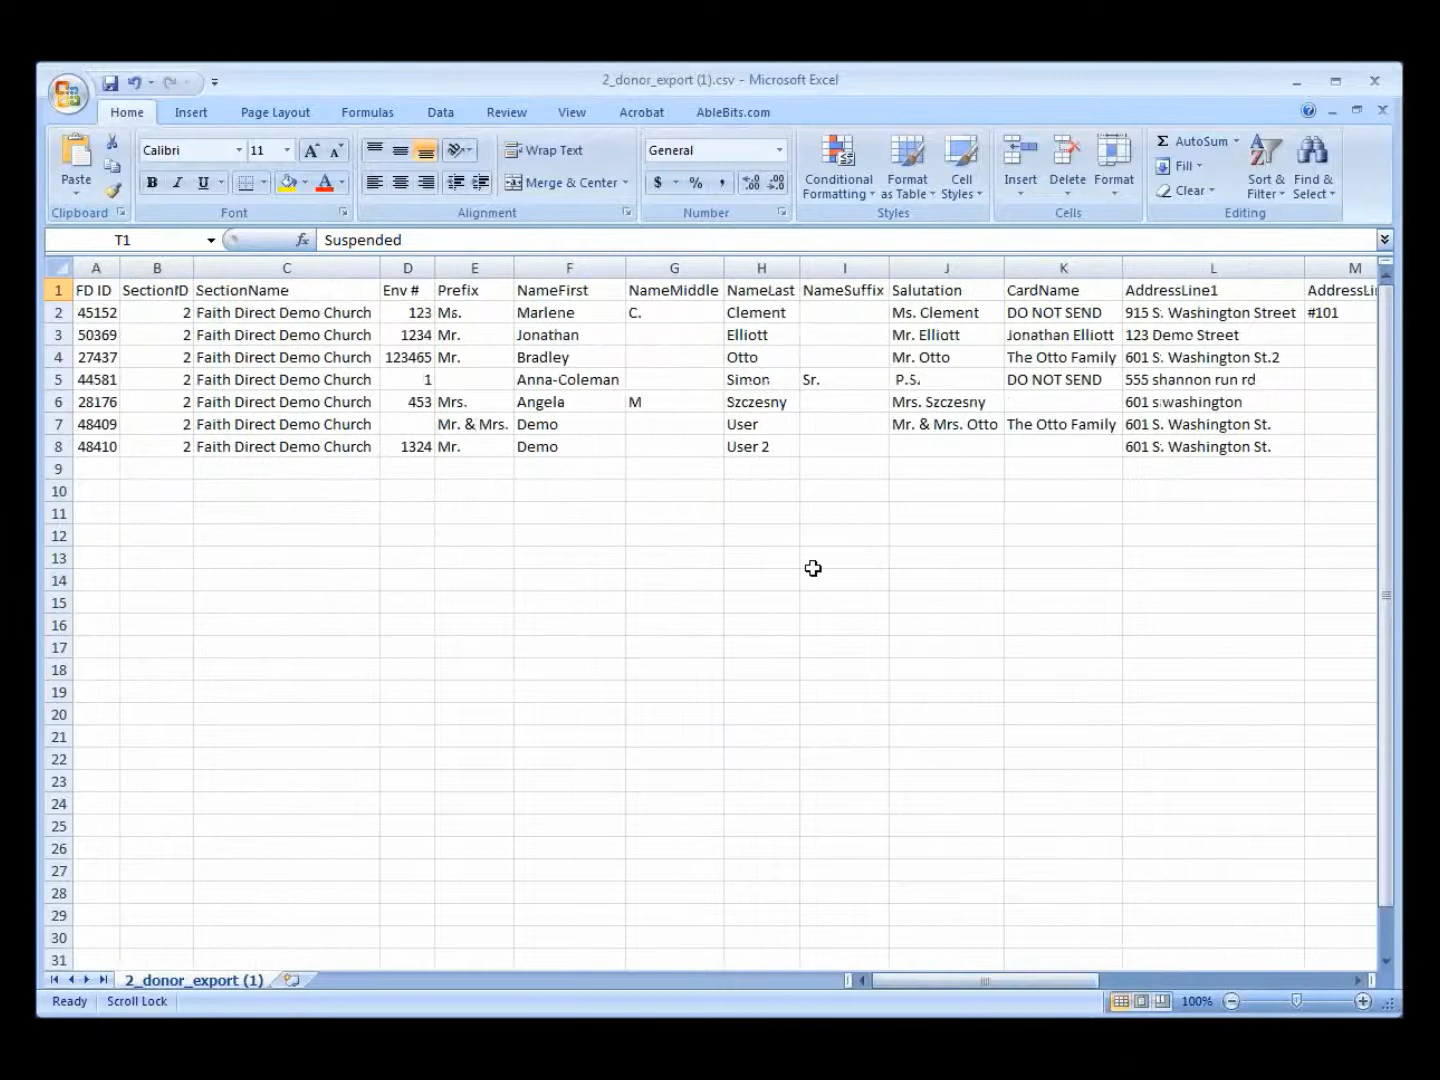 2_donor_export (1).csv - Microsoft Excel
Home Insert Page Layout Formulas Data Review View Acrobat AbleBits.com
Paste
Clipboard
Calibri 11
B I U
Font
Wrap Text
Merge & Center
Alignment
General
$ % ,
Number
Conditional Formatting
Format as Table
Cell Styles
Styles
Insert Delete Format
Cells
Σ AutoSum
Fill
Clear
Sort & Filter
Find & Select
Editing
T1 fx Suspended
A B C D E F G H I J K L M
1 FD ID SectionID SectionName Env # Prefix NameFirst NameMiddle NameLast NameSuffix Salutation CardName AddressLine1 AddressLi
2 45152 2 Faith Direct Demo Church 123 Ms. Marlene C. Clement Ms. Clement DO NOT SEND 915 S. Washington Street #101
3 50369 2 Faith Direct Demo Church 1234 Mr. Jonathan Elliott Mr. Elliott Jonathan Elliott 123 Demo Street
4 27437 2 Faith Direct Demo Church 123465 Mr. Bradley Otto Mr. Otto The Otto Family 601 S. Washington St.2
5 44581 2 Faith Direct Demo Church 1 Anna-Coleman Simon Sr. P.S. DO NOT SEND 555 shannon run rd
6 28176 2 Faith Direct Demo Church 453 Mrs. Angela M Szczesny Mrs. Szczesny 601 s washington
7 48409 2 Faith Direct Demo Church Mr. & Mrs. Demo User Mr. & Mrs. Otto The Otto Family 601 S. Washington St.
8 48410 2 Faith Direct Demo Church 1324 Mr. Demo User 2 601 S. Washington St.
9
10
11
12
13
14
15
16
17
18
19
20
21
22
23
24
25
26
27
28
29
30
31
2_donor_export (1)
Ready Scroll Lock 100%